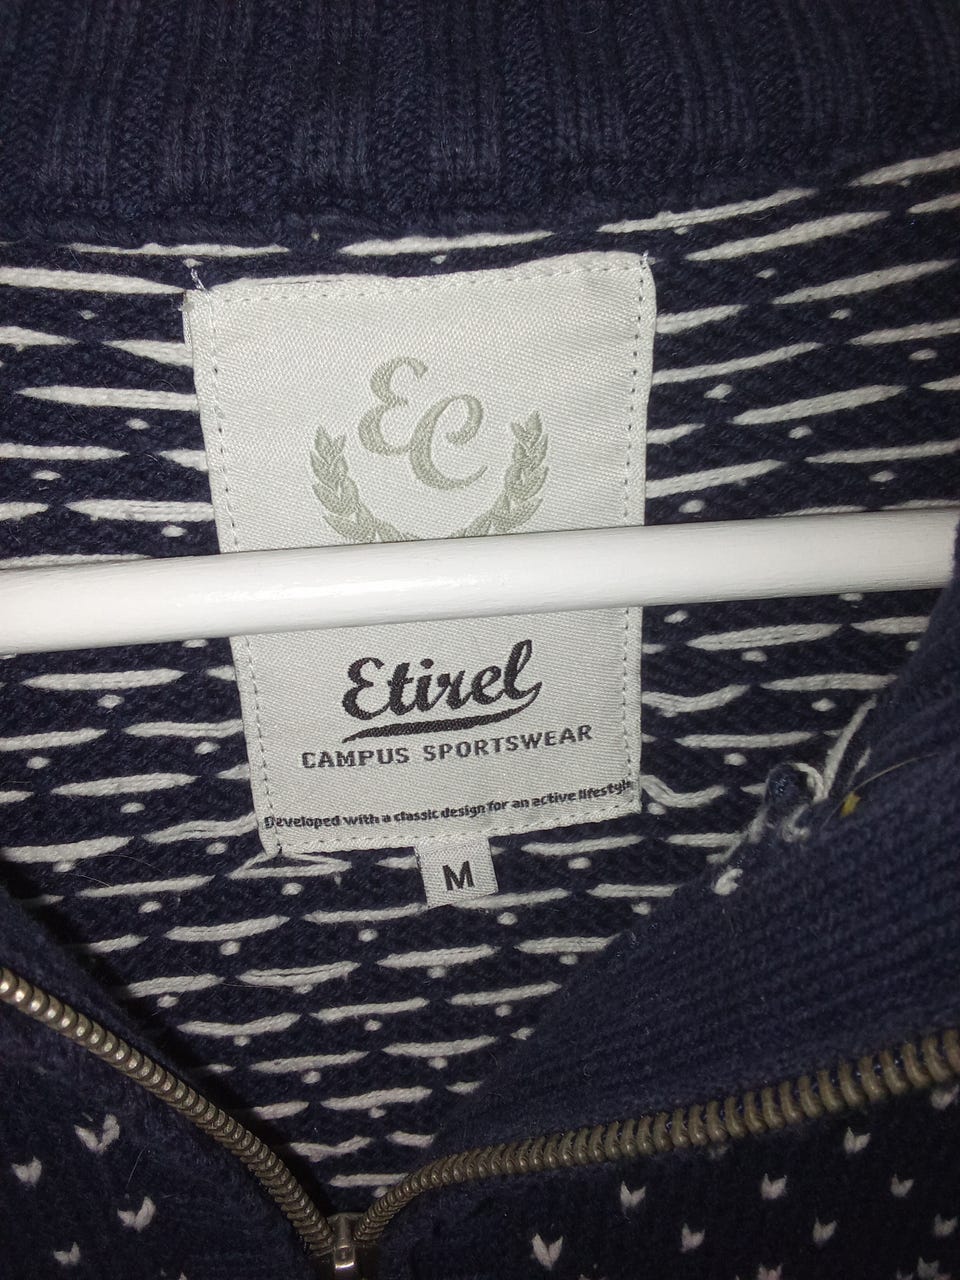 EC
Etirel
CAMPUS SPORTSWEAR
Developed with a classic design for an active lifestyle
M